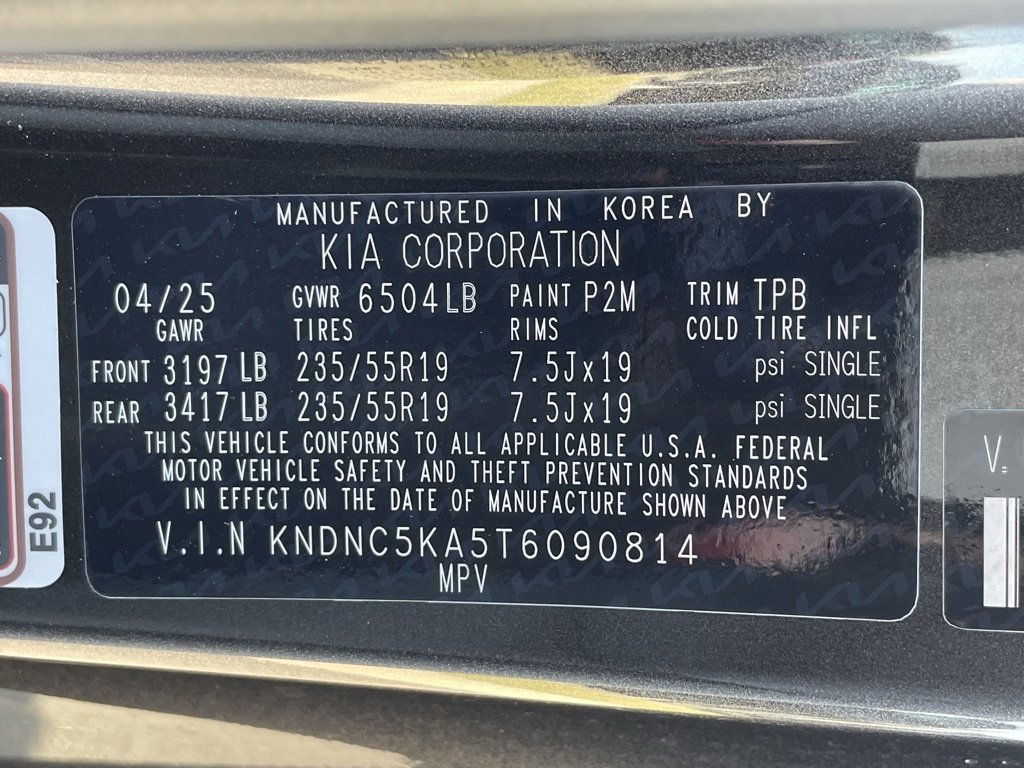 MANUFACTURED IN KOREA BY
KIA CORPORATION
04/25 GVWR 6504LB PAINT P2M TRIM TPB
GAWR TIRES RIMS COLD TIRE INFL
FRONT 3197 LB 235/55R19 7.5Jx19 psi SINGLE
REAR 3417 LB 235/55R19 7.5Jx19 psi SINGLE
THIS VEHICLE CONFORMS TO ALL APPLICABLE U.S.A. FEDERAL
MOTOR VEHICLE SAFETY AND THEFT PREVENTION STANDARDS
IN EFFECT ON THE DATE OF MANUFACTURE SHOWN ABOVE
V.I.N KNDNC5KA5T6090814
MPV
E92
V.